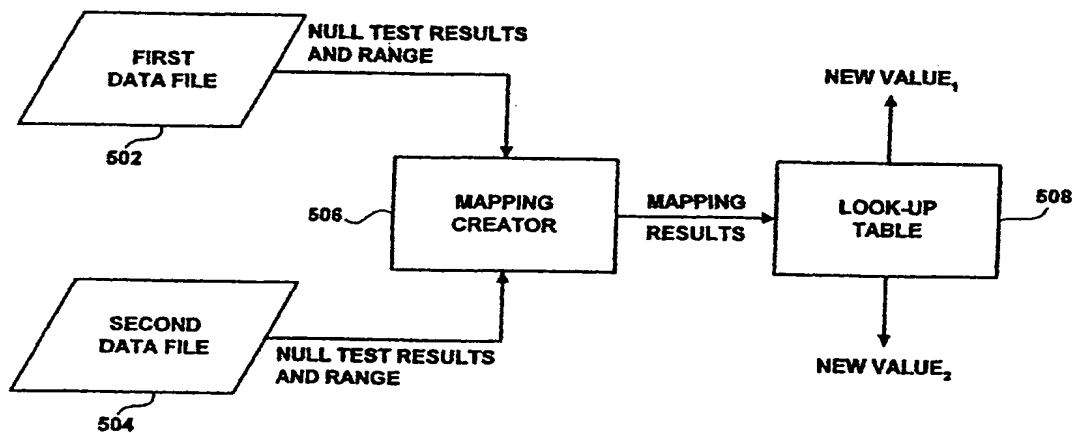 FIRST
DATA FILE
502
NULL TEST RESULTS
AND RANGE
SECOND
DATA FILE
504
NULL TEST RESULTS
AND RANGE
506
MAPPING
CREATOR
MAPPING
RESULTS
LOOK-UP
TABLE
508
NEW VALUE₁
NEW VALUE₂